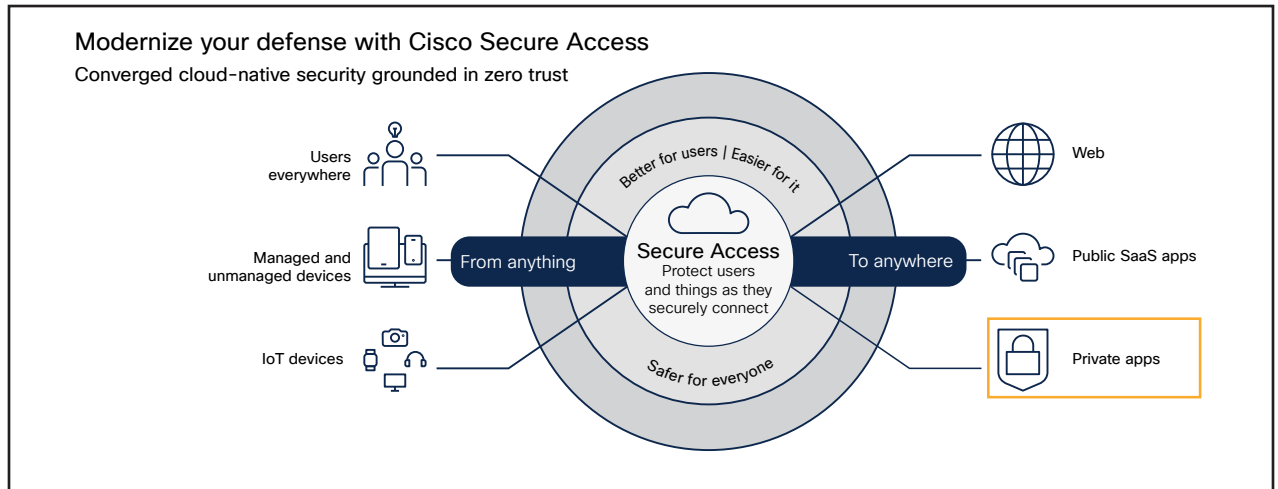 Modernize your defense with Cisco Secure Access
Converged cloud-native security grounded in zero trust
Users
everywhere
Managed and
unmanaged devices
IoT devices
From anything
Better for users | Easier for it
Secure Access
Protect users
and things as they
securely connect
Safer for everyone
To anywhere
Web
Public SaaS apps
Private apps